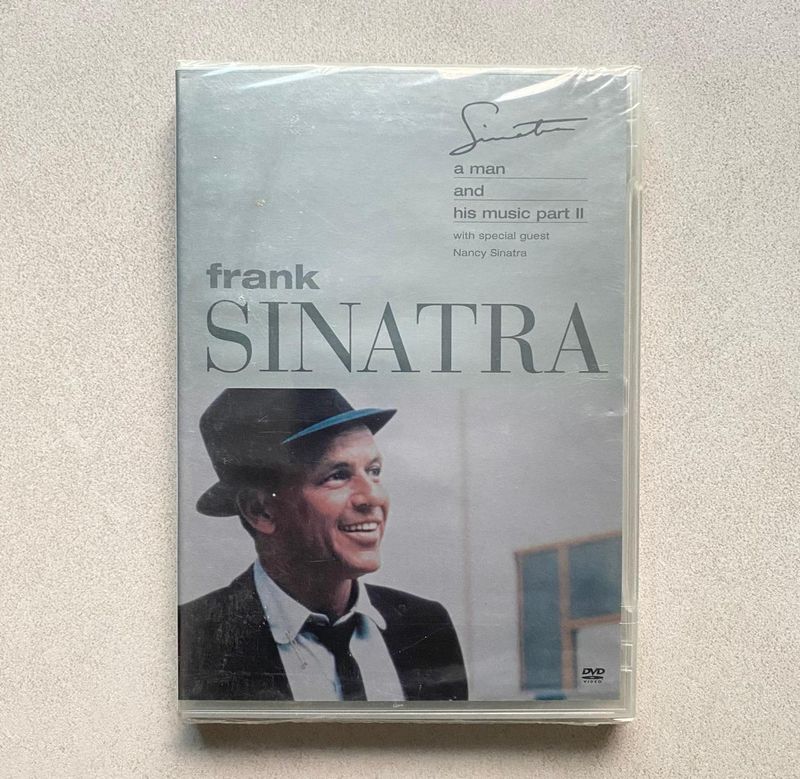 Sinatra
a man
and
his music part II
with special guest
Nancy Sinatra
frank
SINATRA
DVD
VIDEO